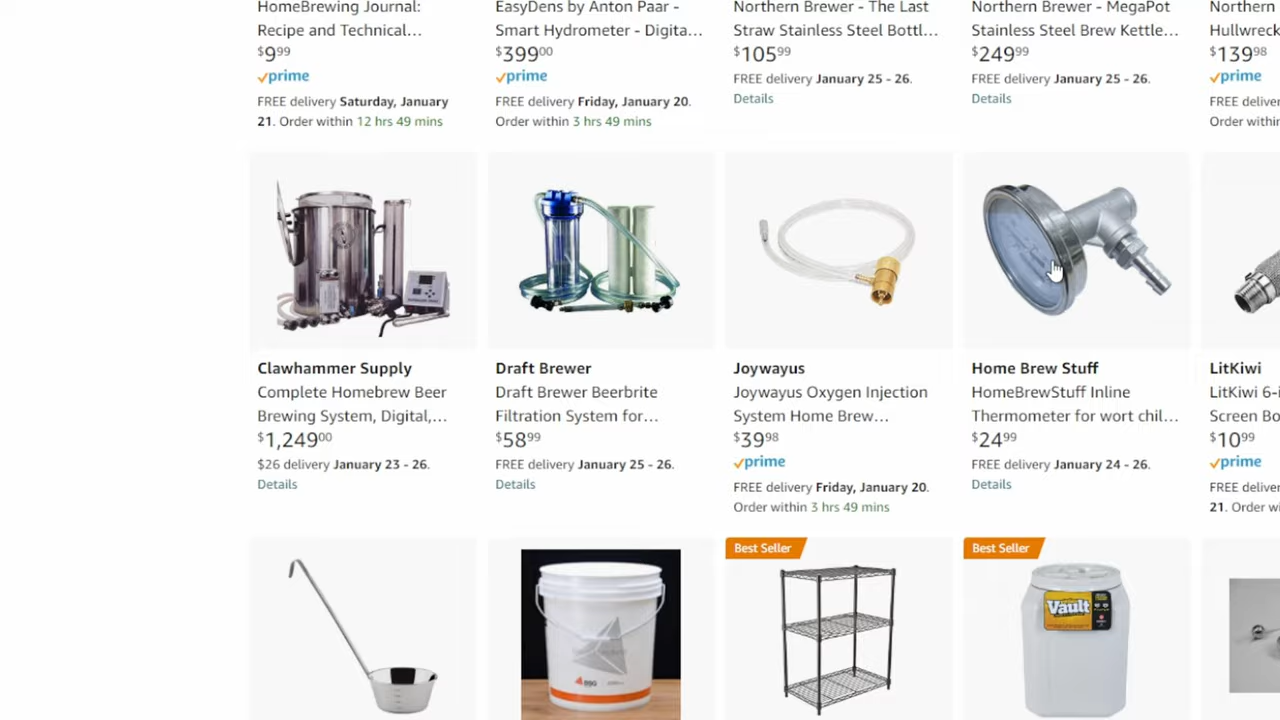 HomeBrewing Journal:
Recipe and Technical...
$9.99
prime
FREE delivery Saturday, January
21. Order within 12 hrs 49 mins
EasyDens by Anton Paar -
Smart Hydrometer - Digita...
$399.00
prime
FREE delivery Friday, January 20.
Order within 3 hrs 49 mins
Northern Brewer - The Last
Straw Stainless Steel Bottl...
$105.99
FREE delivery January 25 - 26.
Details
Northern Brewer - MegaPot
Stainless Steel Brew Kettle...
$249.99
FREE delivery January 25 - 26.
Details
Northern
Hullwreck
$139.98
prime
FREE
Order within
Clawhammer Supply
Complete Homebrew Beer
Brewing System, Digital,...
$1,249.00
$26 delivery January 23 - 26.
Details
Draft Brewer
Draft Brewer Beerbrite
Filtration System for...
$58.99
FREE delivery January 25 - 26.
Details
Joywayus
Joywayus Oxygen Injection
System Home Brew...
$39.98
prime
FREE delivery Friday, January 20.
Order within 3 hrs 49 mins
Home Brew Stuff
HomeBrewStuff Inline
Thermometer for wort chil...
$24.99
FREE delivery January 24 - 26.
Details
LitKiwi
LitKiwi 6-i
Screen Bo
$10.99
prime
FREE
21. Order
Best Seller
Best Seller
Vault